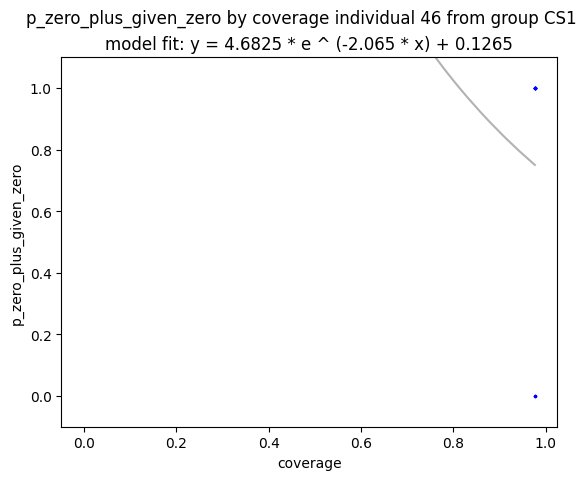 p_zero_plus_given_zero by coverage individual 46 from group CS1
model fit: y = 4.6825 * e ^ (-2.065 * x) + 0.1265
1.0
0.8
0.6
0.4
0.2
0.0
p_zero_plus_given_zero
0.0 0.2 0.4 0.6 0.8 1.0
coverage